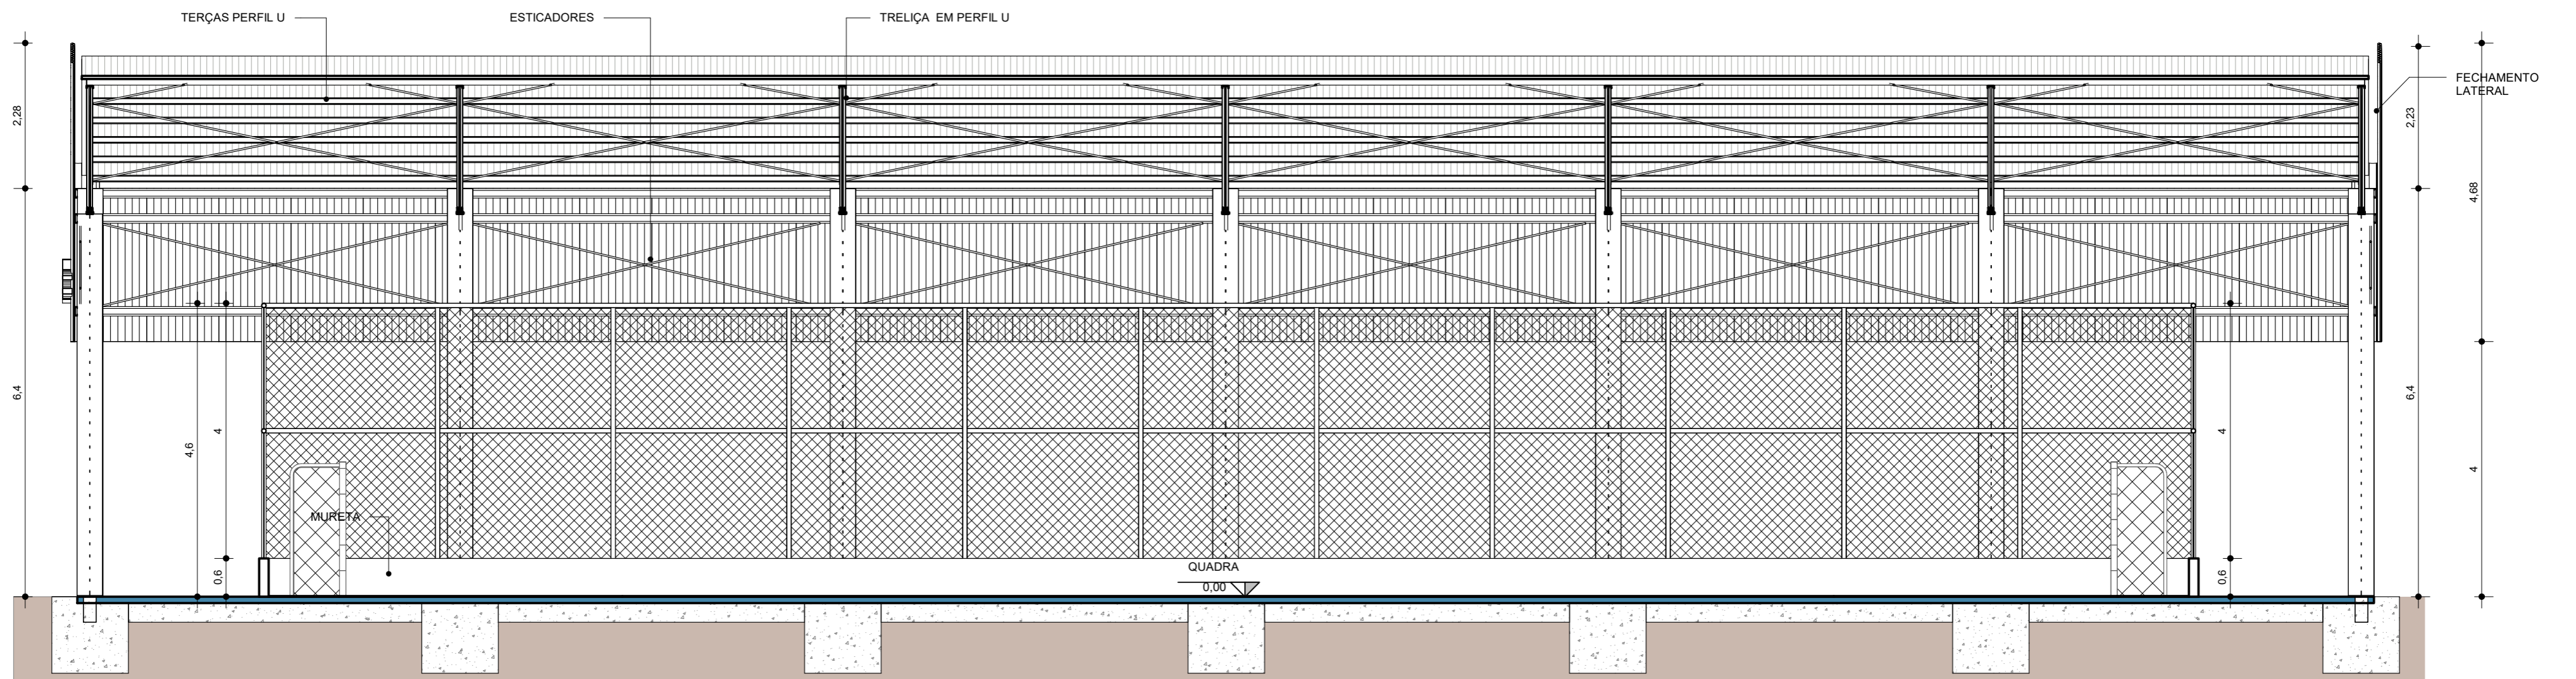 TERÇAS PERFIL U
ESTICADORES
TRELIÇA EM PERFIL U
FECHAMENTO
LATERAL
2,28
2,23
4,68
6,4
4,6
4
4
6,4
4
MURETA
0,6
QUADRA
0,00
0,6